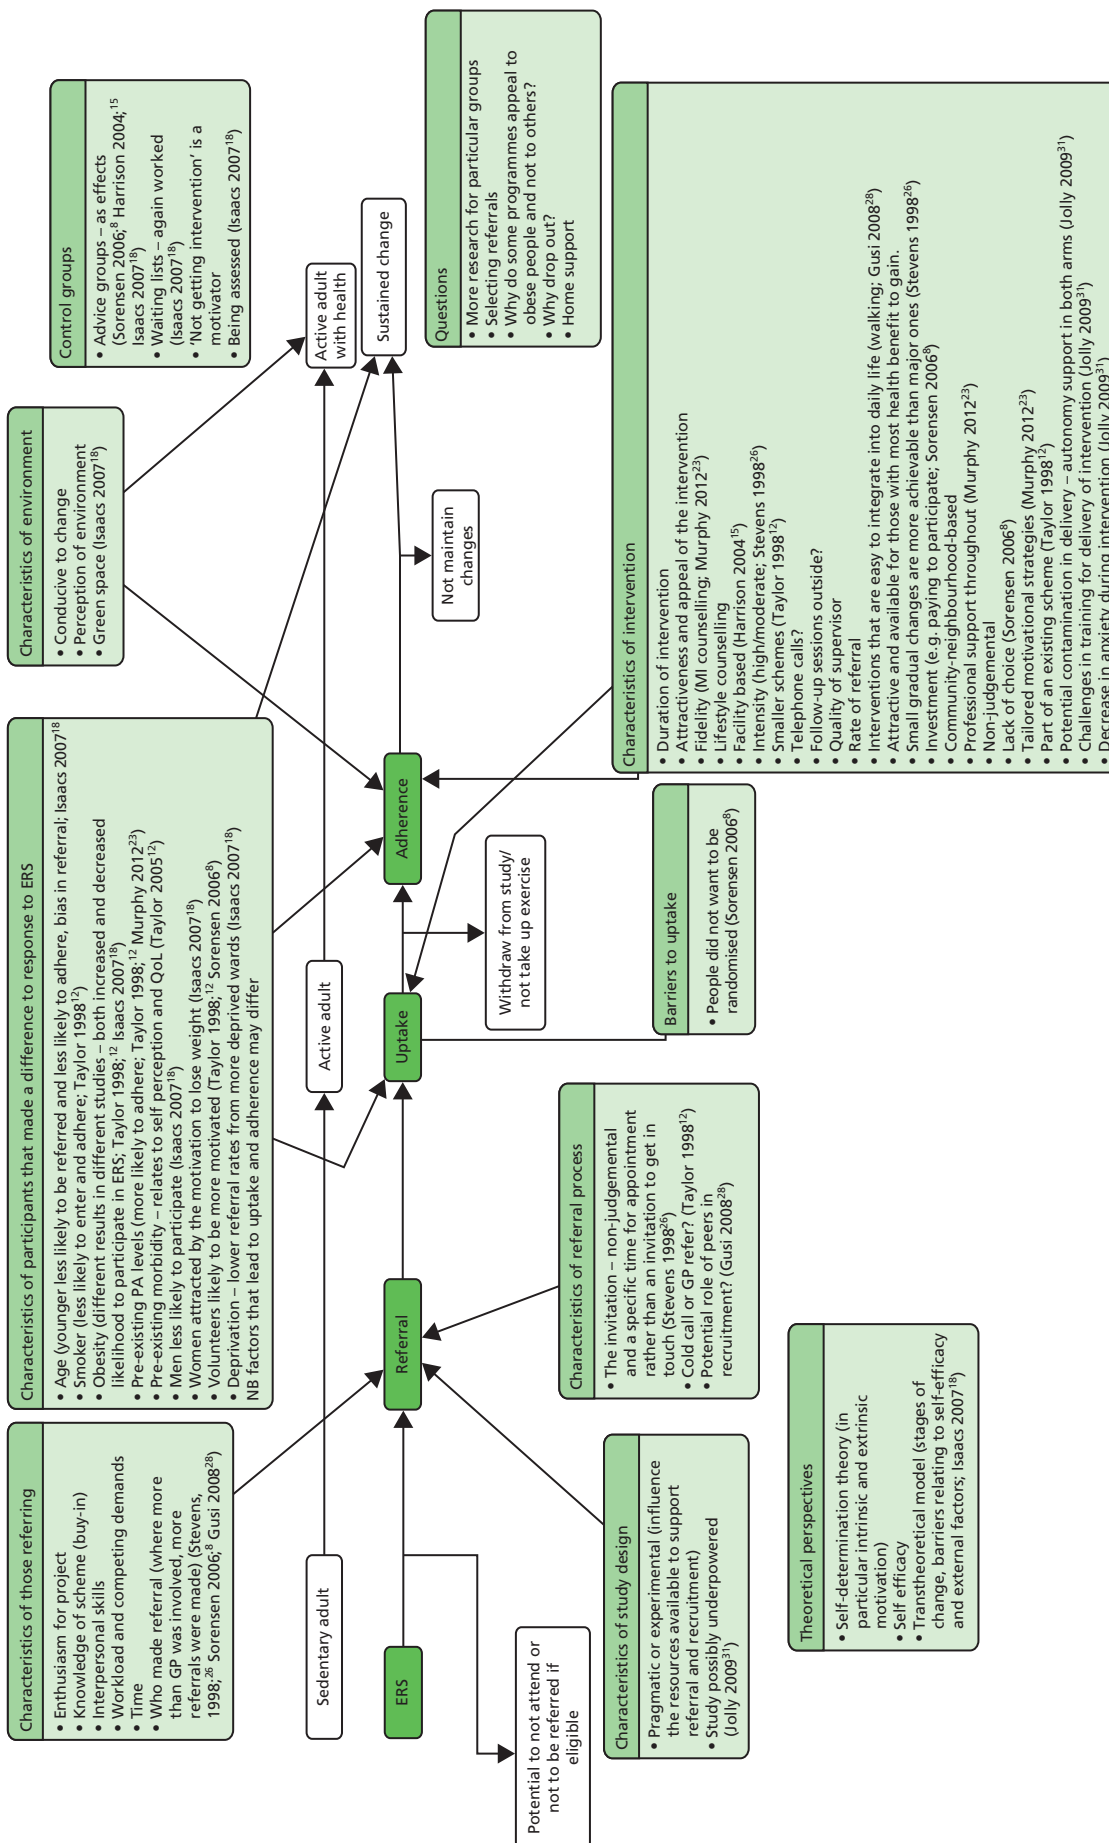 Characteristics of those referring
• Enthusiasm for project
• Knowledge of scheme (buy-in)
• Interpersonal skills
• Workload and competing demands
• Time
• Who made referral (where more
than GP was involved, more
referrals were made) (Stevens,
1998;26 Sorensen 2006;8 Gusi 200828)
Characteristics of participants that made a difference to response to ERS
• Age (younger less likely to be referred and less likely to adhere, bias in referral; Isaacs 200718
• Smoker (less likely to enter and adhere; Taylor 199812)
• Obesity (different results in different studies – both increased and decreased
likelihood to participate in ERS; Taylor 1998;12 Isaacs 200718)
• Pre-existing PA levels (more likely to adhere; Taylor 1998;12 Murphy 201223)
• Pre-existing morbidity – relates to self perception and QoL (Taylor 200512)
• Men less likely to participate (Isaacs 200718)
• Women attracted by the motivation to lose weight (Isaacs 200718)
• Volunteers likely to be more motivated (Taylor 1998;12 Sorensen 20068)
• Deprivation – lower referral rates from more deprived wards (Isaacs 200718)
NB factors that lead to uptake and adherence may differ
Characteristics of environment
• Conducive to change
• Perception of environment
• Green space (Isaacs 200718)
Control groups
• Advice groups – as effects
(Sorensen 2006;8 Harrison 2004;15
Isaacs 200718)
• Waiting lists – again worked
(Isaacs 200718)
• ‘Not getting intervention’ is a
motivator
• Being assessed (Isaacs 200718)
Sedentary adult
Active adult
Active adult
with health
ERS
Referral
Uptake
Adherence
Sustained change
Potential to not attend or
not to be referred if
eligible
Withdraw from study/
not take up exercise
Not maintain
changes
Questions
• More research for particular groups
• Selecting referrals
• Why do some programmes appeal to
obese people and not to others?
• Why drop out?
• Home support
Characteristics of study design
• Pragmatic or experimental (influence
the resources available to support
referral and recruitment)
• Study possibly underpowered
(Jolly 200931)
Characteristics of referral process
• The invitation – non-judgemental
and a specific time for appointment
rather than an invitation to get in
touch (Stevens 199826)
• Cold call or GP refer? (Taylor 199812)
• Potential role of peers in
recruitment? (Gusi 200828)
Barriers to uptake
• People did not want to be
randomised (Sorensen 20068)
Characteristics of intervention
• Duration of intervention
• Attractiveness and appeal of the intervention
• Fidelity (MI counselling; Murphy 201223)
• Lifestyle counselling
• Facility based (Harrison 200415)
• Intensity (high/moderate; Stevens 199826)
• Smaller schemes (Taylor 199812)
• Telephone calls?
• Follow-up sessions outside?
• Quality of supervisor
• Rate of referral
• Interventions that are easy to integrate into daily life (walking; Gusi 200828)
• Attractive and available for those with most health benefit to gain.
• Small gradual changes are more achievable than major ones (Stevens 199826)
• Investment (e.g. paying to participate; Sorensen 20068)
• Community-neighbourhood-based
• Professional support throughout (Murphy 201223)
• Non-judgemental
• Lack of choice (Sorensen 20068)
• Tailored motivational strategies (Murphy 201223)
• Part of an existing scheme (Taylor 199812)
• Potential contamination in delivery – autonomy support in both arms (Jolly 200931)
• Challenges in training for delivery of intervention (Jolly 200931)
• Decrease in anxiety during intervention (Jolly 200931)
Theoretical perspectives
• Self-determination theory (in
particular intrinsic and extrinsic
motivation)
• Self efficacy
• Transtheoretical model (stages of
change, barriers relating to self-efficacy
and external factors; Isaacs 200718)